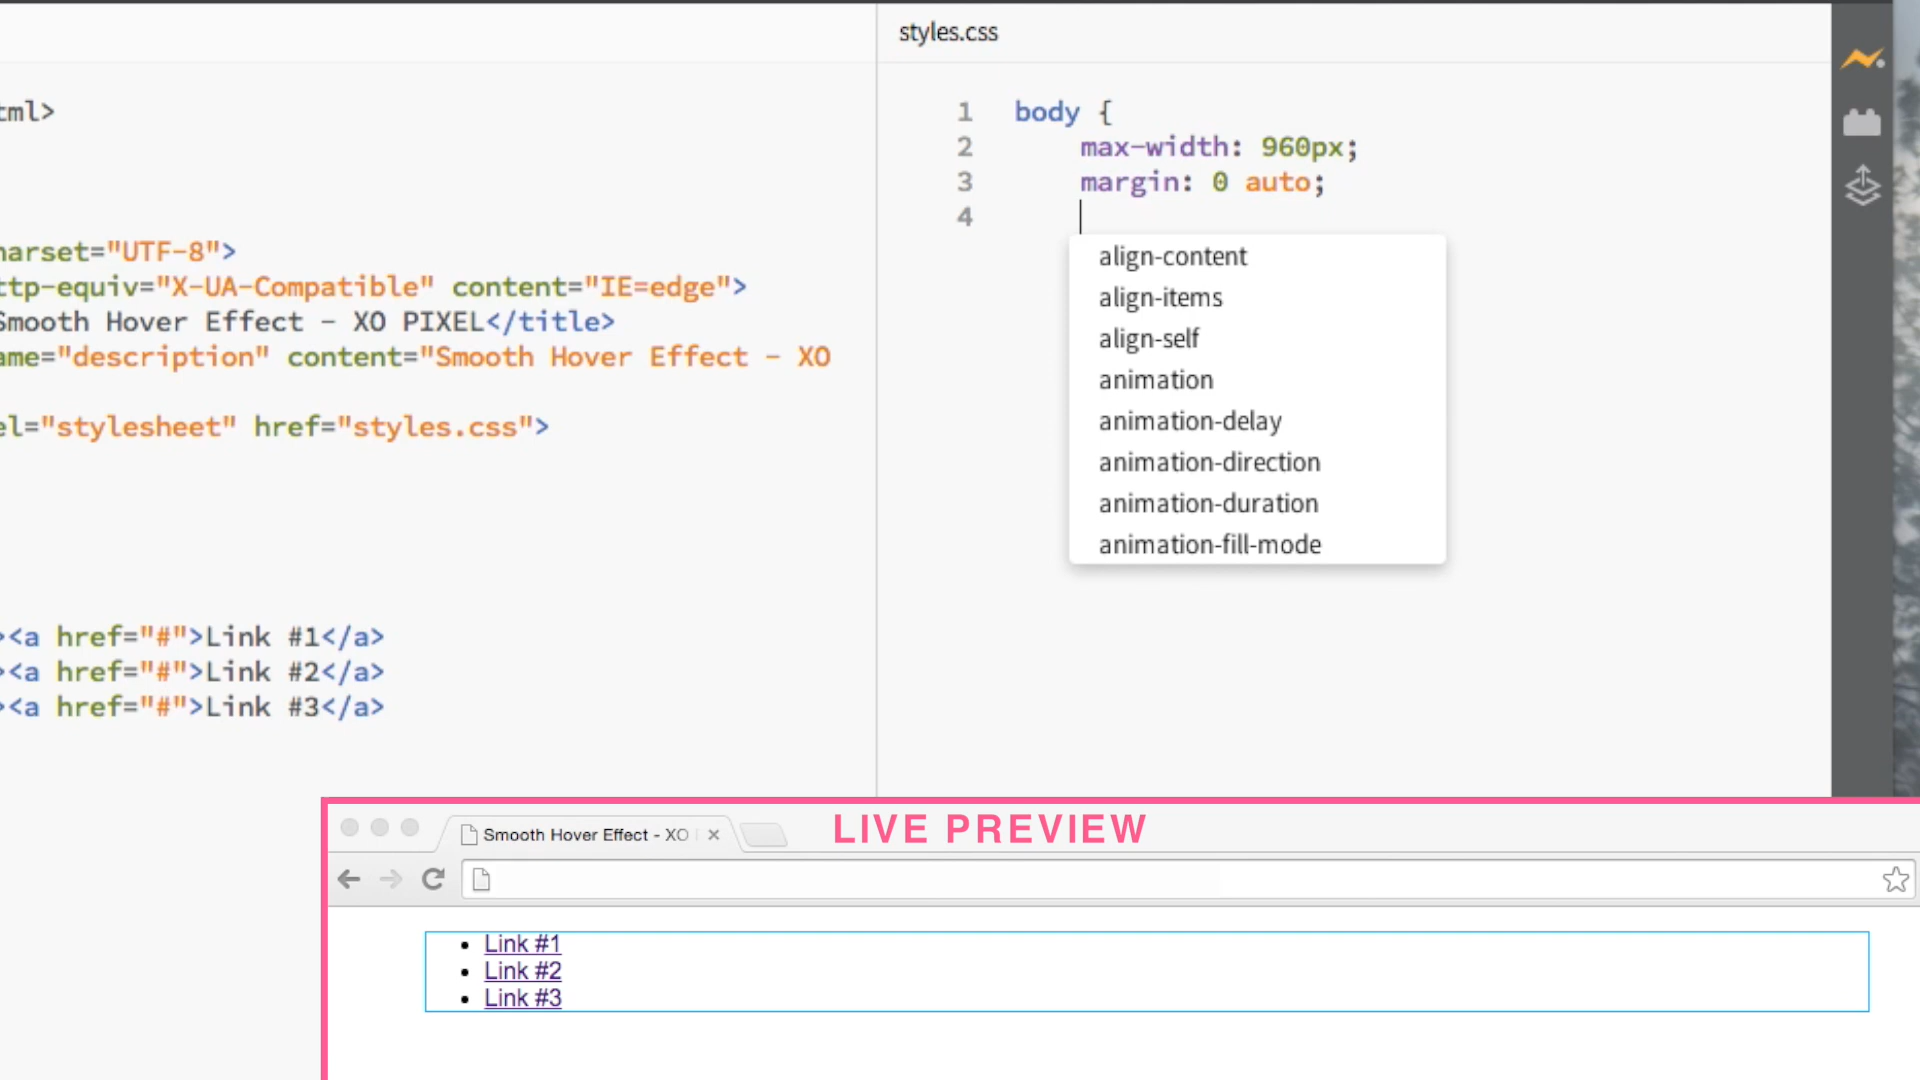 tml>
harset="UTF-8">
ttp-equiv="X-UA-Compatible" content="IE=edge">
Smooth Hover Effect - XO PIXEL</title>
ame="description" content="Smooth Hover Effect - XO
el="stylesheet" href="styles.css">
><a href="#">Link #1</a>
><a href="#">Link #2</a>
><a href="#">Link #3</a>
styles.css
1 body {
2 max-width: 960px;
3 margin: 0 auto;
4
align-content
align-items
align-self
animation
animation-delay
animation-direction
animation-duration
animation-fill-mode
Smooth Hover Effect - XO
LIVE PREVIEW
• Link #1
• Link #2
• Link #3